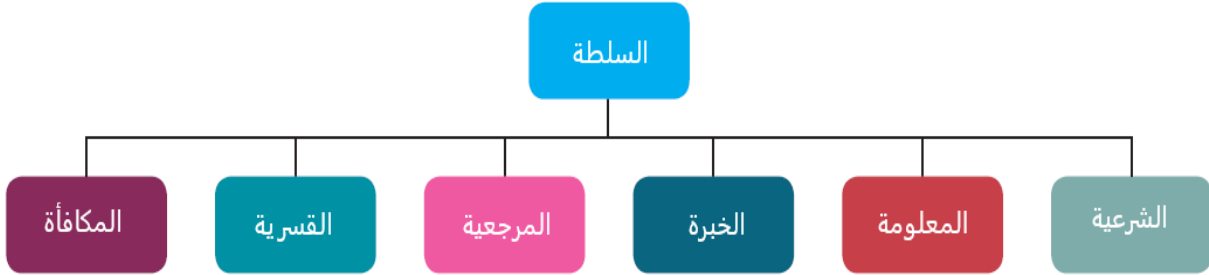 السلطة
الشرعية
المعلومة
الخبرة
المرجعية
القسرية
المكافأة